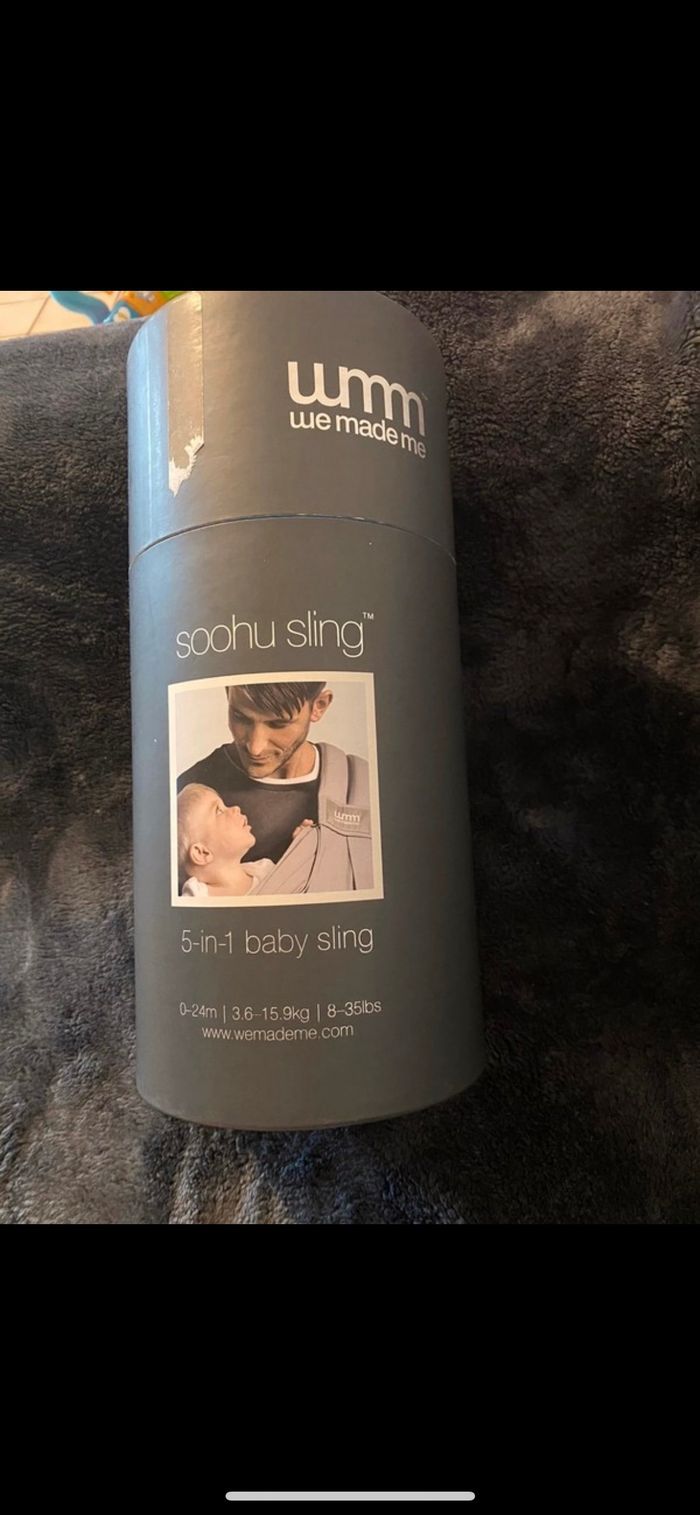 wmm™
we made me
soohu sling™
wmm
5-in-1 baby sling
0-24m | 3.6-15.9kg | 8-35lbs
www.wemademe.com